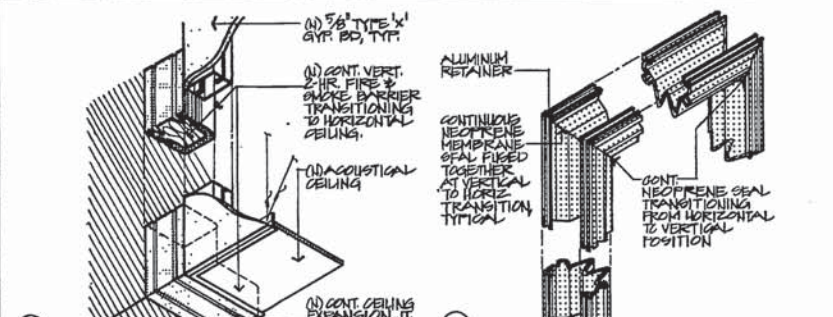 (N) 5/8" TYPE 'X'
GYP. BD., TYP.
(N) CONT. VERT.
2-HR. FIRE &
SMOKE BARRIER
TRANSITIONING
TO HORIZONTAL
CEILING.
(N) ACOUSTICAL
CEILING
(N) CONT. CEILING
EXPANSION JT.
ALUMINUM
RETAINER
CONTINUOUS
NEOPRENE
MEMBRANE
SEAL FUSED
TOGETHER
AT VERTICAL
TO HORIZ.
TRANSITION,
TYPICAL
CONT.
NEOPRENE SEAL
TRANSITIONING
FROM HORIZONTAL
TO VERTICAL
POSITION